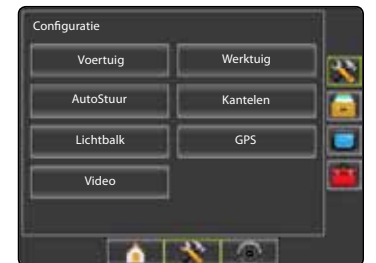 Configuratie
Voertuig
Werktuig
AutoStuur
Kantelen
Lichtbalk
GPS
Video